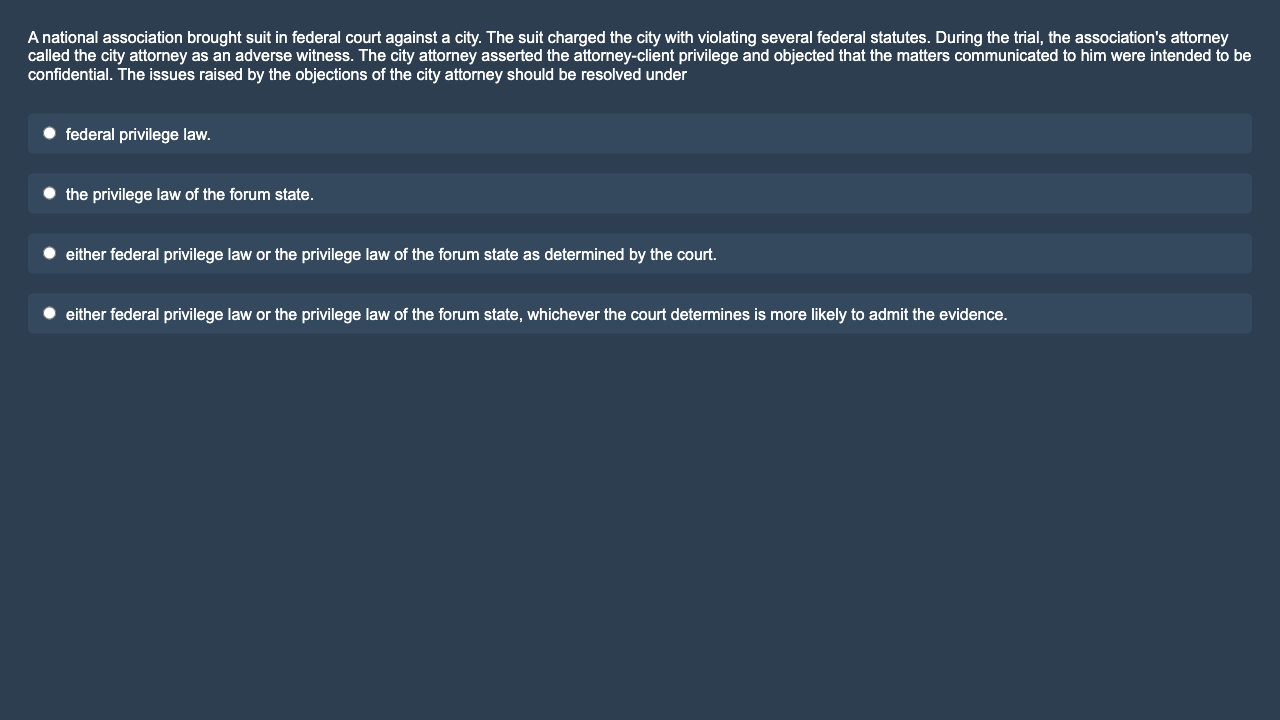 A national association brought suit in federal court against a city. The suit charged the city with violating several federal statutes. During the trial, the association's attorney
called the city attorney as an adverse witness. The city attorney asserted the attorney-client privilege and objected that the matters communicated to him were intended to be
confidential. The issues raised by the objections of the city attorney should be resolved under
federal privilege law.
the privilege law of the forum state.
either federal privilege law or the privilege law of the forum state as determined by the court.
either federal privilege law or the privilege law of the forum state, whichever the court determines is more likely to admit the evidence.